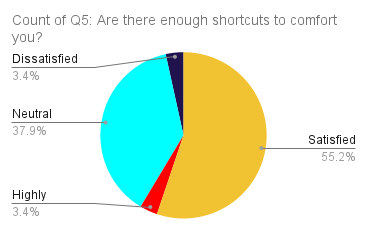 Count of Q5: Are there enough shortcuts to comfort
you?
Dissatisfied
3.4%
Neutral
37.9%
Highly
3.4%
Satisfied
55.2%